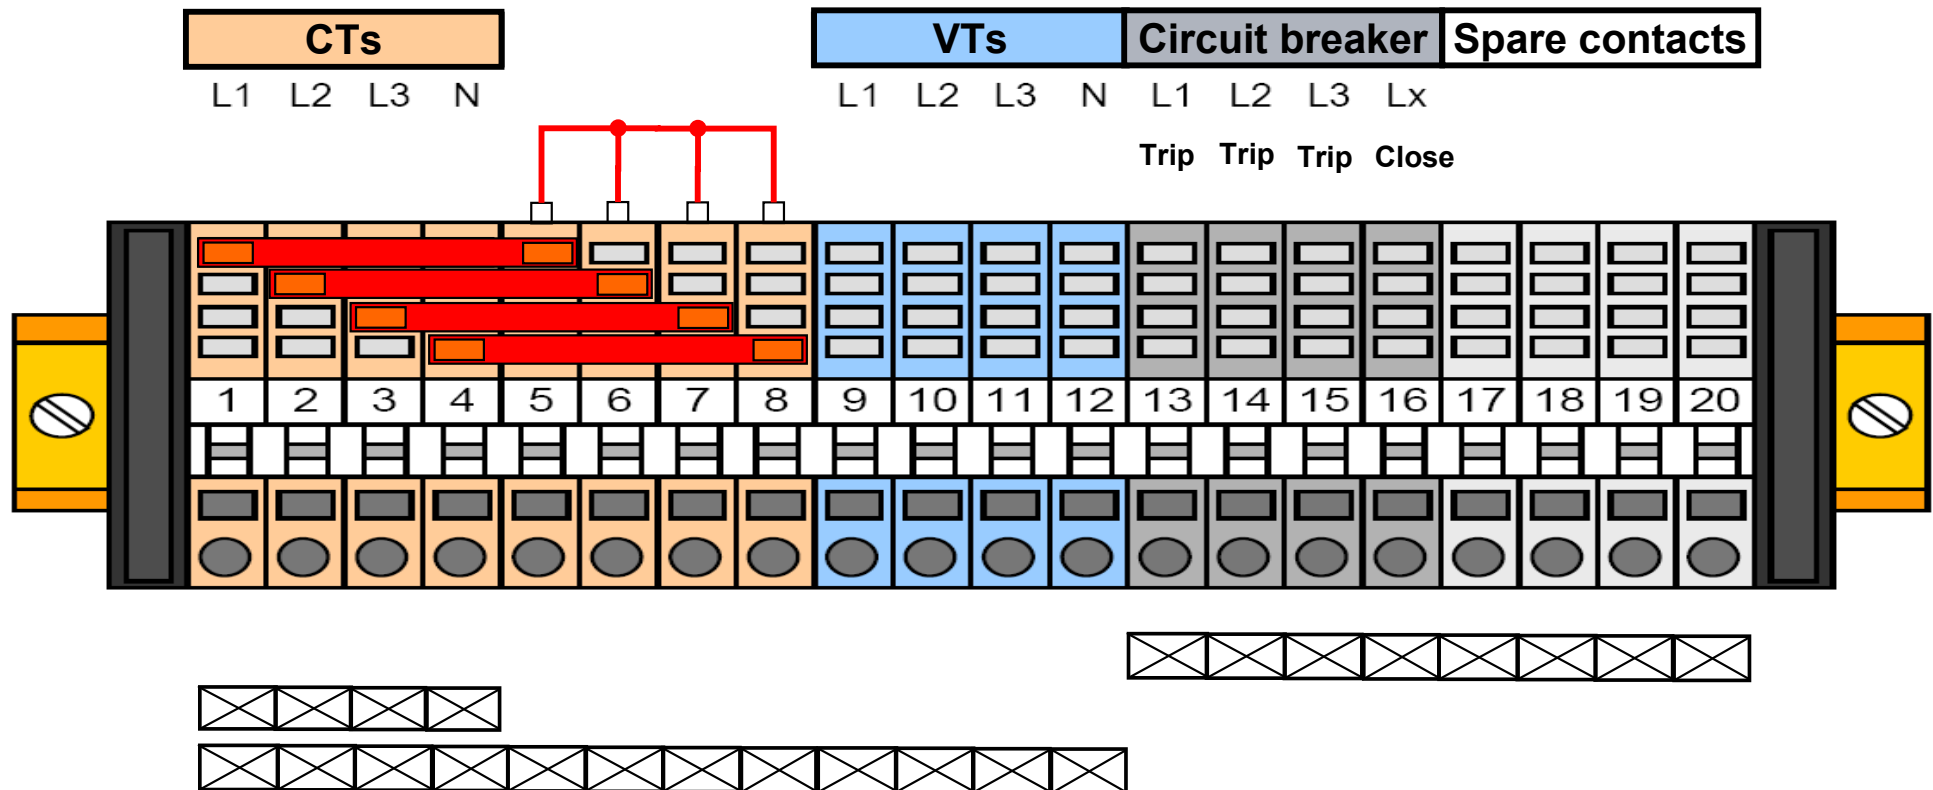 CTs VTs Circuit breaker Spare contacts
L1 L2 L3 N L1 L2 L3 N L1 L2 L3 Lx
Trip Trip Trip Close
1 2 3 4 5 6 7 8 9 10 11 12 13 14 15 16 17 18 19 20